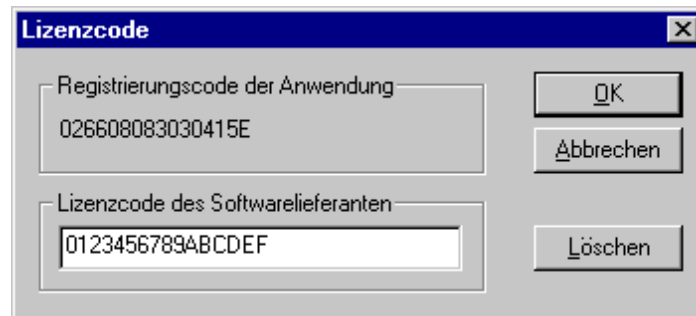 Lizenzcode
Registrierungscode der Anwendung
026608083030415E
OK
Abbrechen
Lizenzcode des Softwarelieferanten
0123456789ABCDEF
Löschen